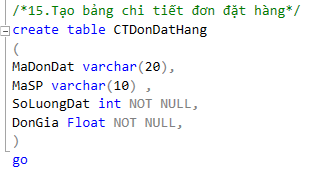 /*15.Tạo bảng chi tiết đơn đặt hàng*/
create table CTDonDatHang
(
MaDonDat varchar(20),
MaSP varchar(10) ,
SoLuongDat int NOT NULL,
DonGia Float NOT NULL,
)
go